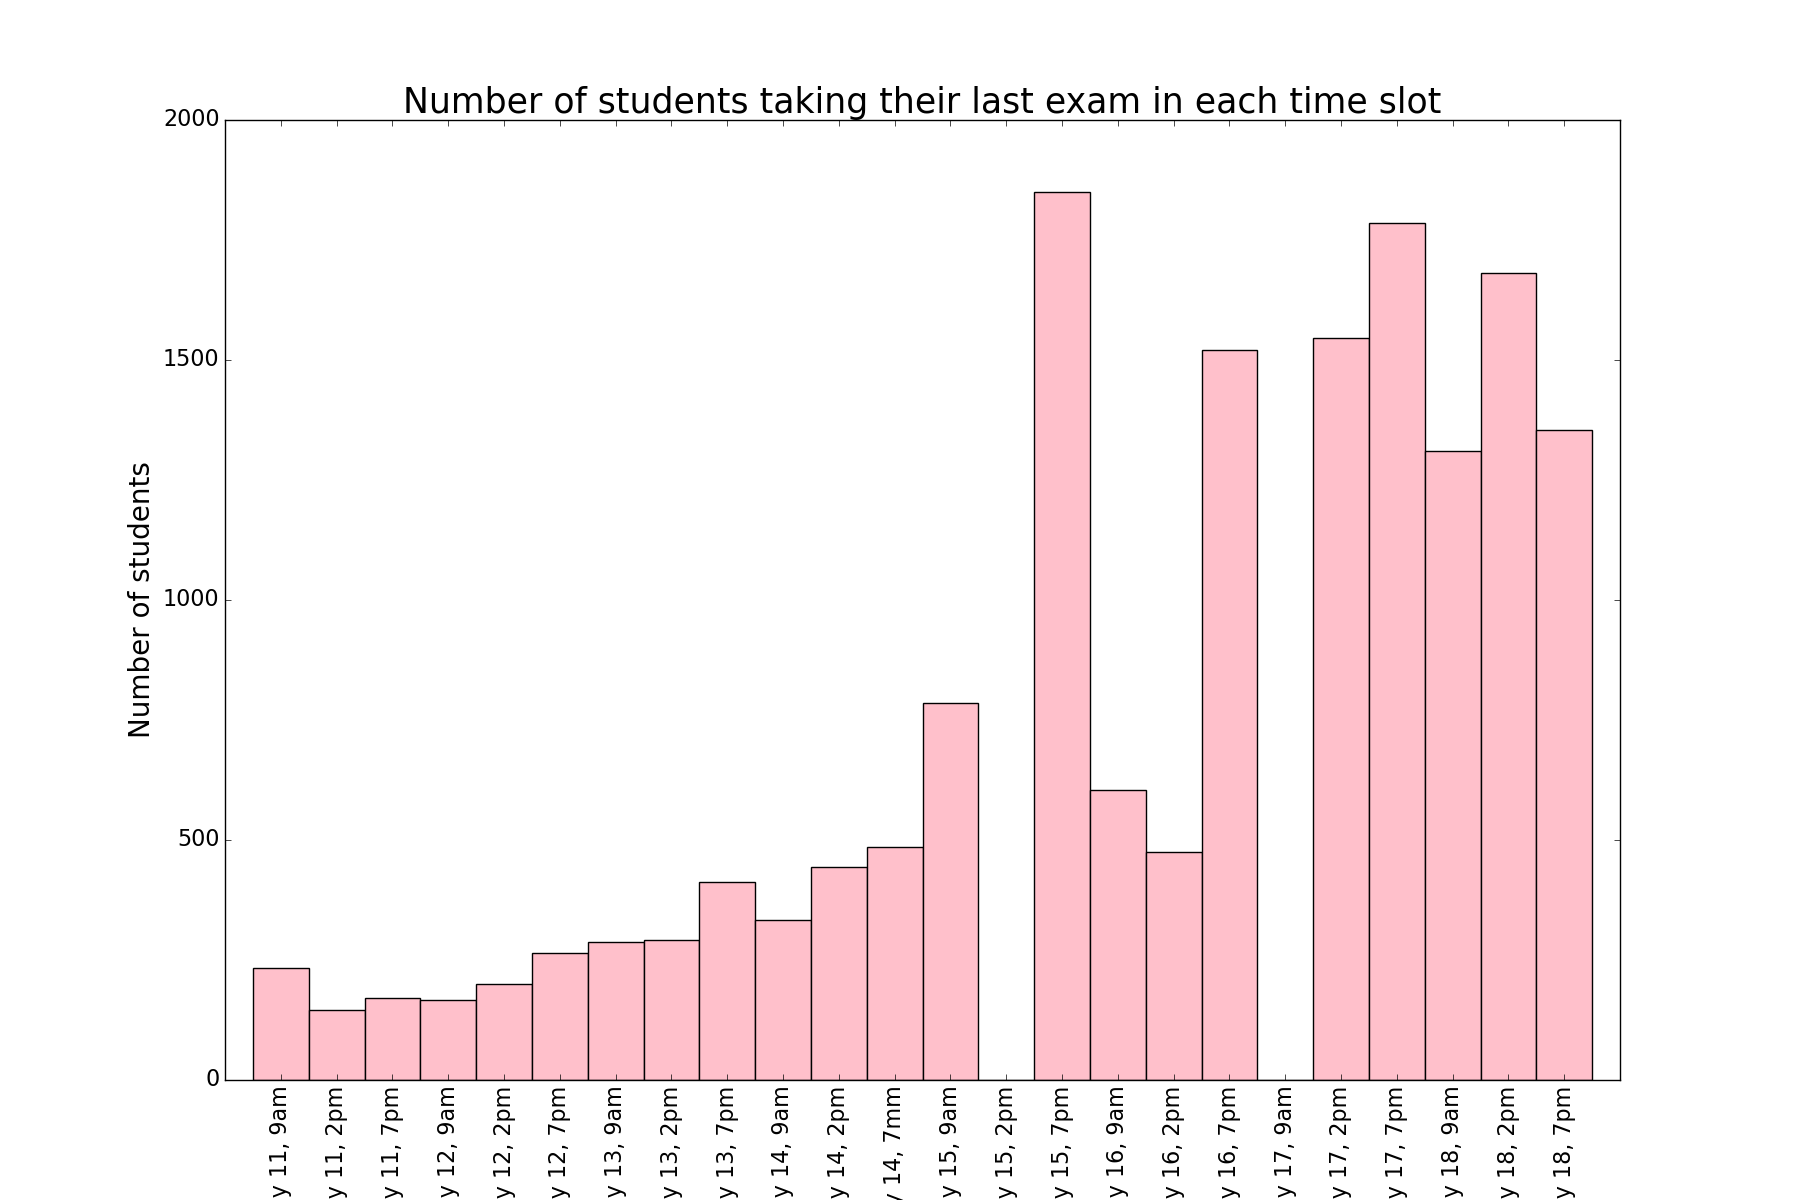 Number of students taking their last exam in each time slot
Number of students
2000
1500
1000
500
0
y 11, 9am
y 11, 2pm
y 11, 7pm
y 12, 9am
y 12, 2pm
y 12, 7pm
y 13, 9am
y 13, 2pm
y 13, 7pm
y 14, 9am
y 14, 2pm
y 14, 7mm
y 15, 9am
y 15, 2pm
y 15, 7pm
y 16, 9am
y 16, 2pm
y 16, 7pm
y 17, 9am
y 17, 2pm
y 17, 7pm
y 18, 9am
y 18, 2pm
y 18, 7pm